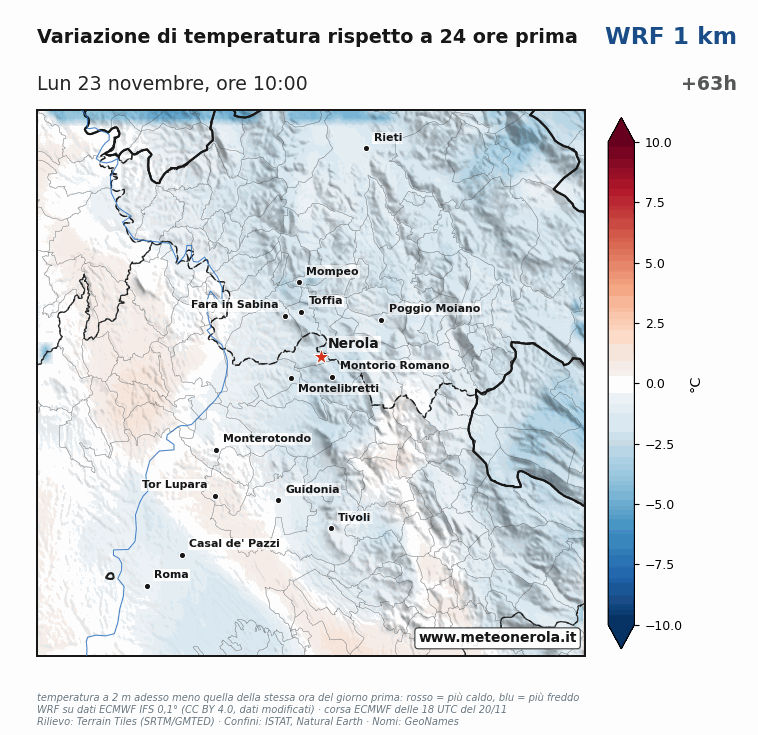 Variazione di temperatura rispetto a 24 ore prima WRF 1 km
Lun 23 novembre, ore 10:00 +63h
Rieti
Mompeo
Fara in Sabina
Toffia
Poggio Moiano
Nerola
Montorio Romano
Montelibretti
Monterotondo
Tor Lupara
Guidonia
Tivoli
Casal de' Pazzi
Roma
www.meteonerola.it
10.0
7.5
5.0
2.5
0.0
−2.5
−5.0
−7.5
−10.0
°C
temperatura a 2 m adesso meno quella della stessa ora del giorno prima: rosso = più caldo, blu = più freddo
WRF su dati ECMWF IFS 0,1° (CC BY 4.0, dati modificati) · corsa ECMWF delle 18 UTC del 20/11
Rilievo: Terrain Tiles (SRTM/GMTED) · Confini: ISTAT, Natural Earth · Nomi: GeoNames